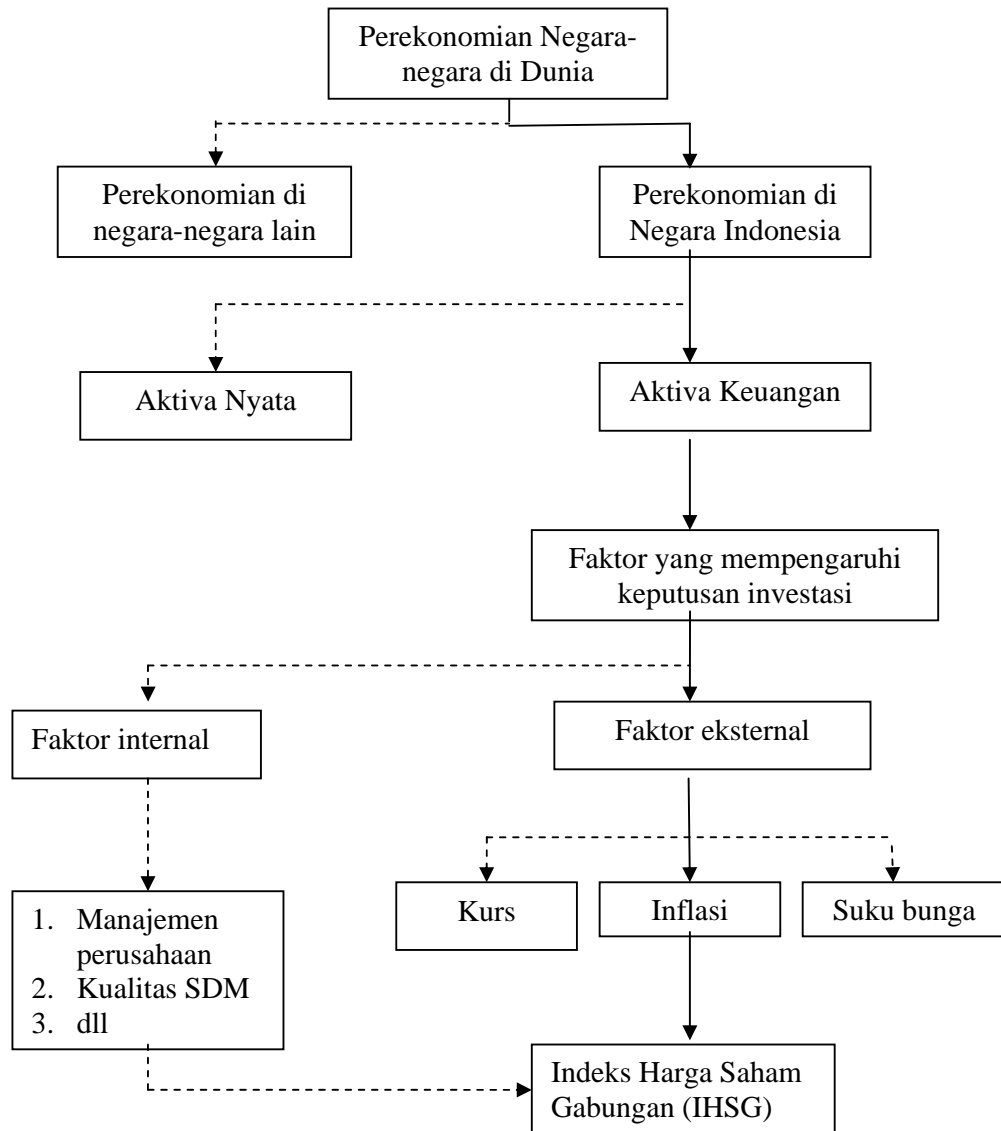 Perekonomian Negara-
negara di Dunia
Perekonomian di
negara-negara lain
Perekonomian di
Negara Indonesia
Aktiva Nyata
Aktiva Keuangan
Faktor yang mempengaruhi
keputusan investasi
Faktor internal
Faktor eksternal
1. Manajemen
perusahaan
2. Kualitas SDM
3. dll
Kurs
Inflasi
Suku bunga
Indeks Harga Saham
Gabungan (IHSG)